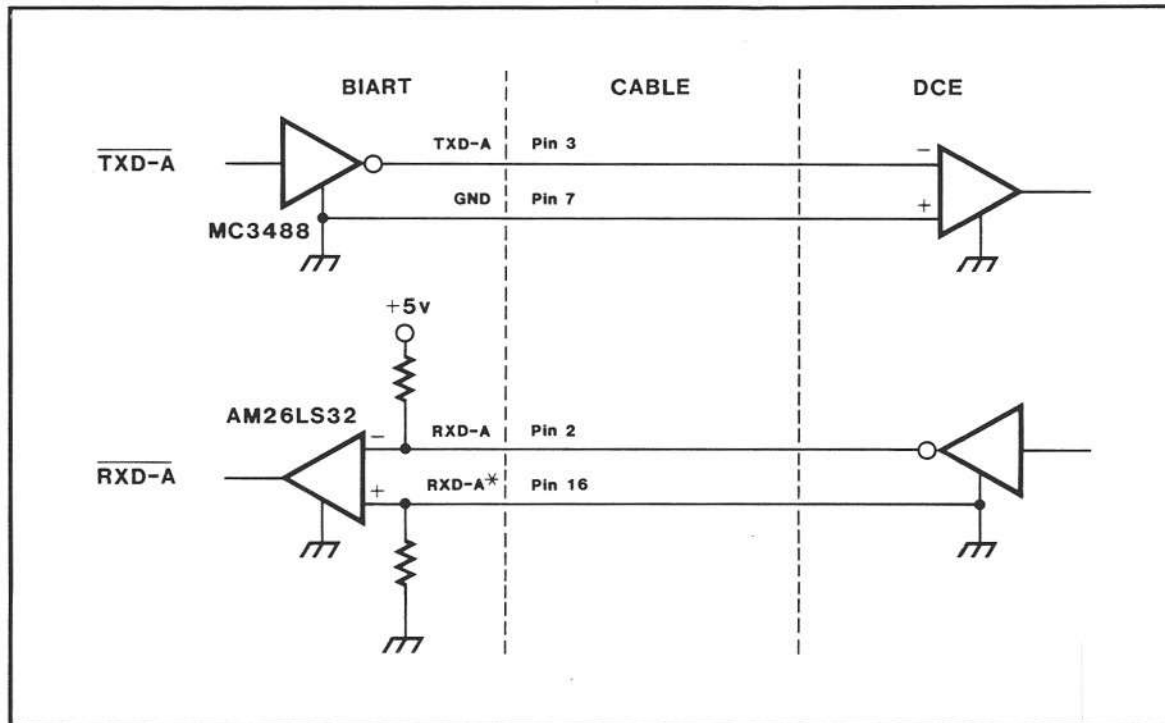 BIART CABLE DCE
TXD-A TXD-A Pin 3 −
GND Pin 7 +
MC3488
+5v
AM26LS32
− RXD-A Pin 2
RXD-A
+ RXD-A* Pin 16